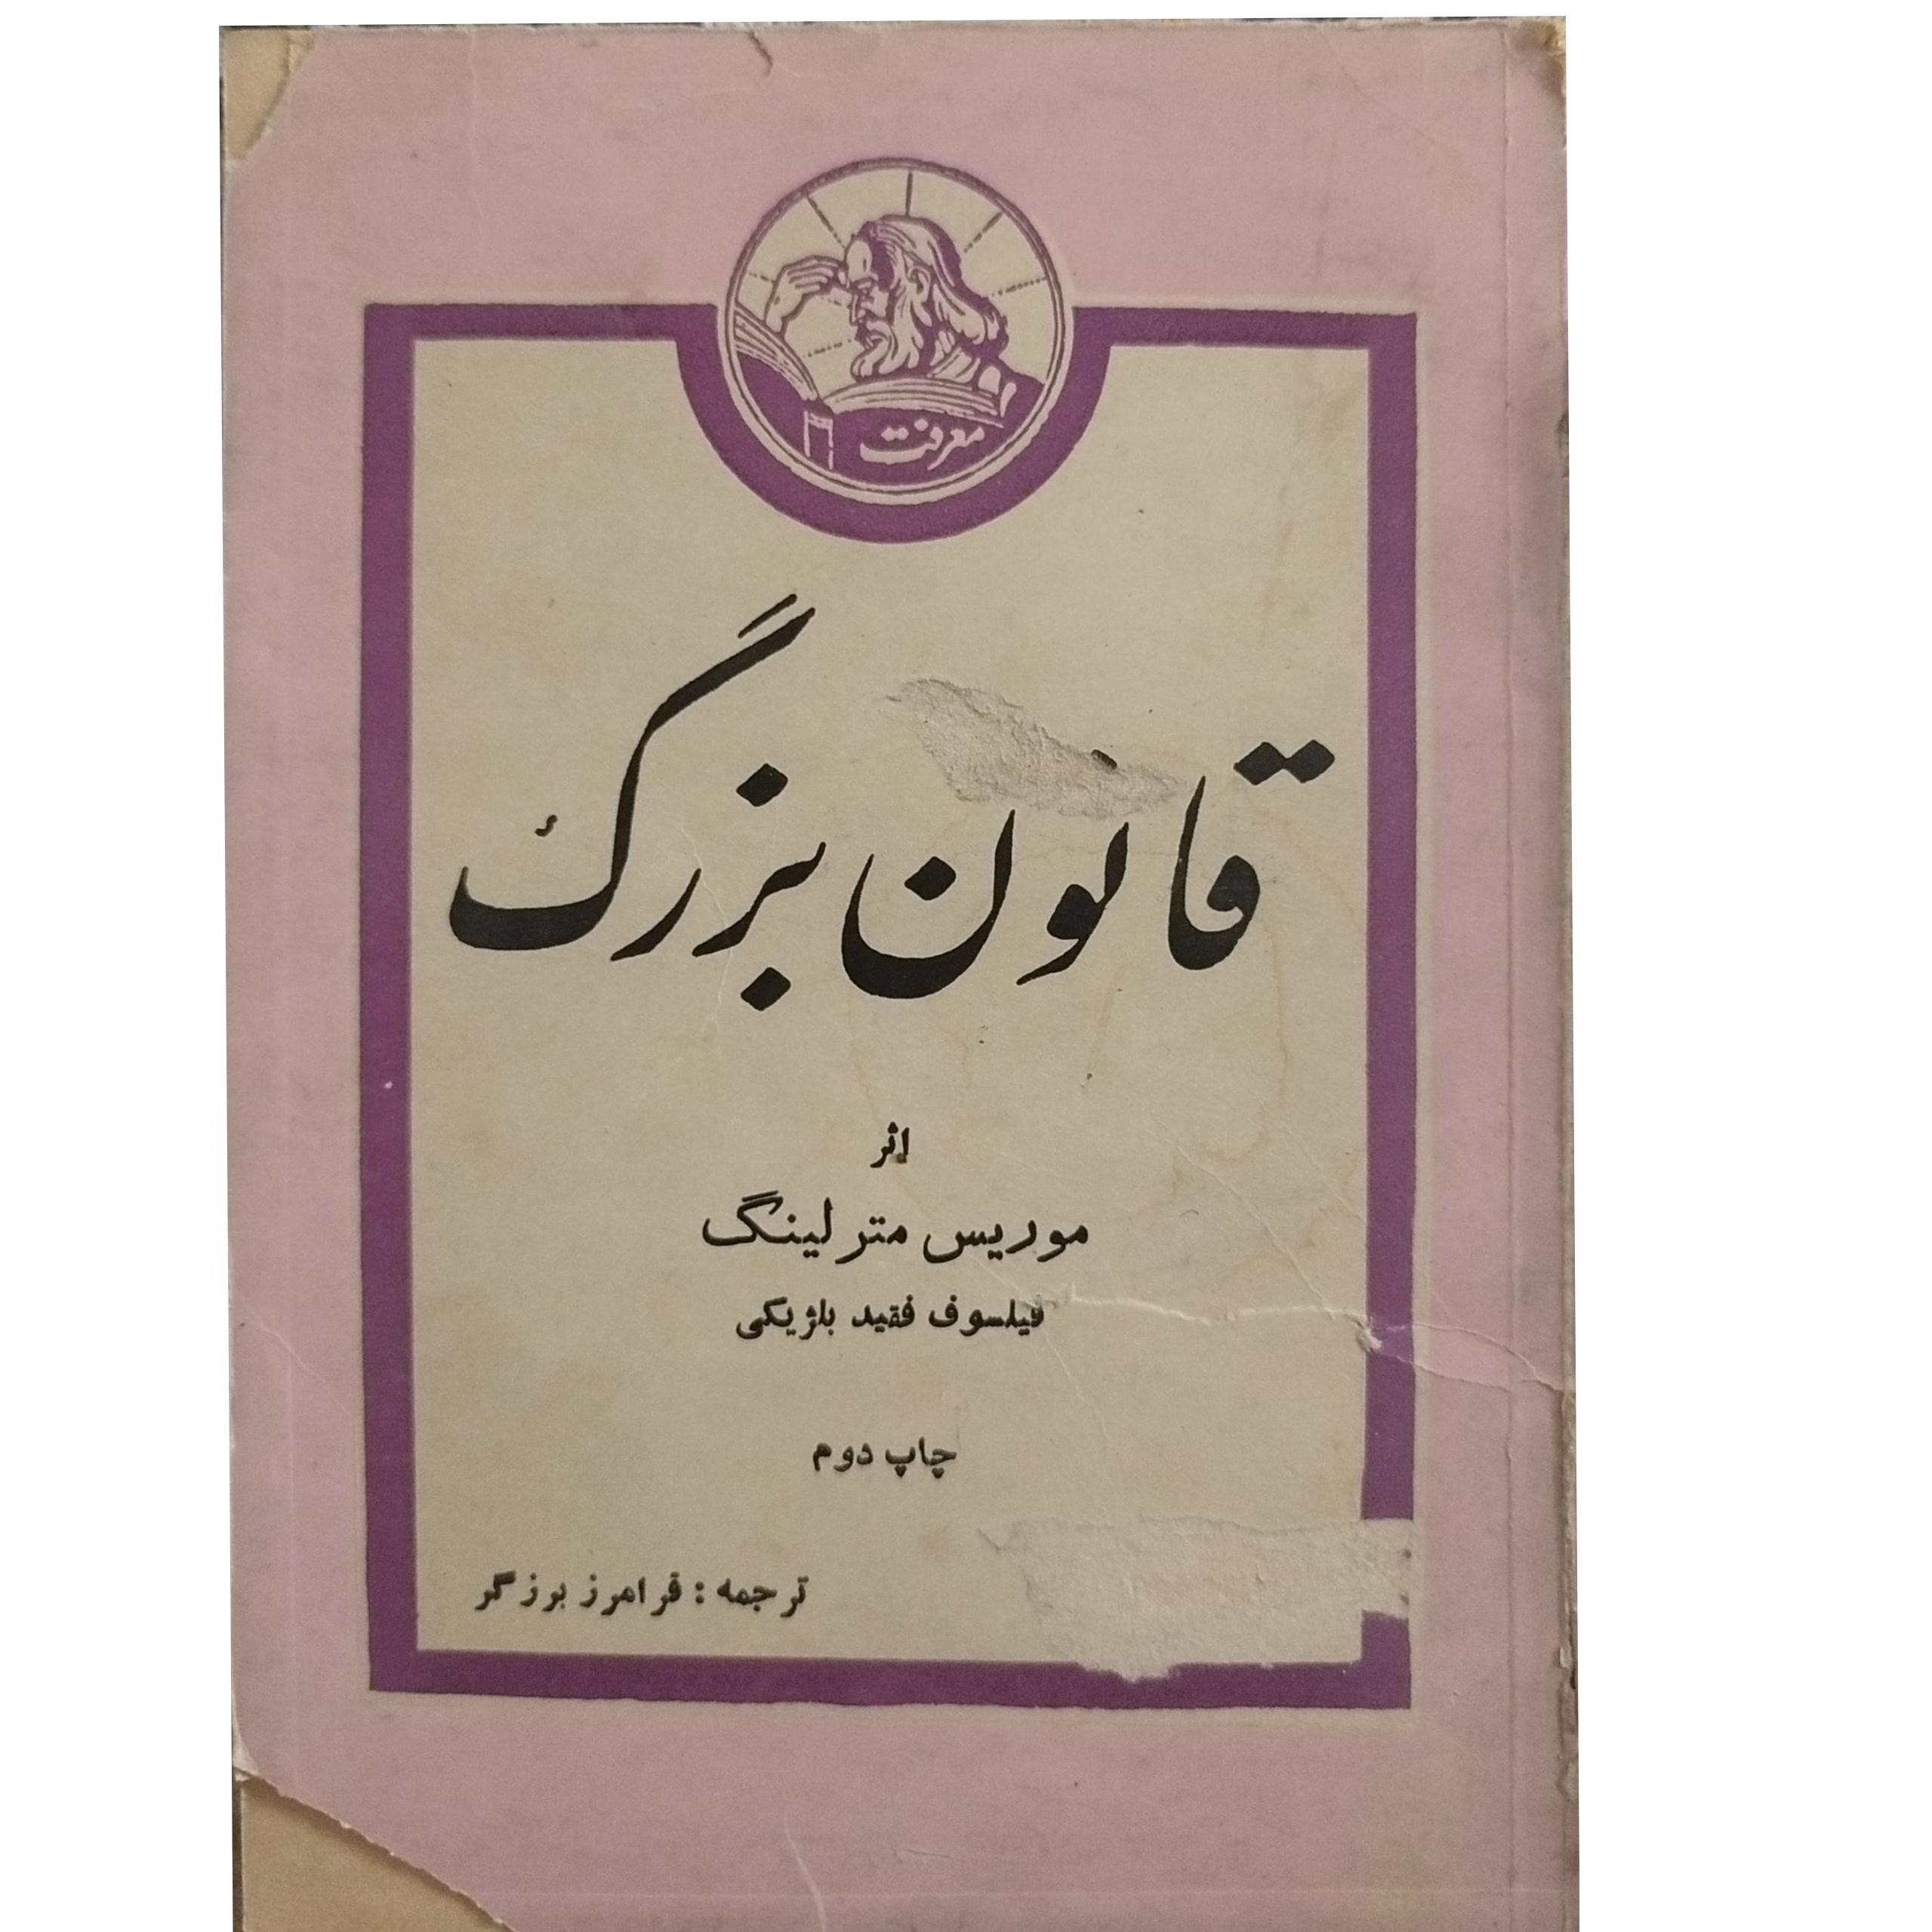 معرفت
قانون بزرگ
اثر
موریس مترلینگ
فیلسوف فقید بلژیکی
چاپ دوم
ترجمه : فرامرز برزگر